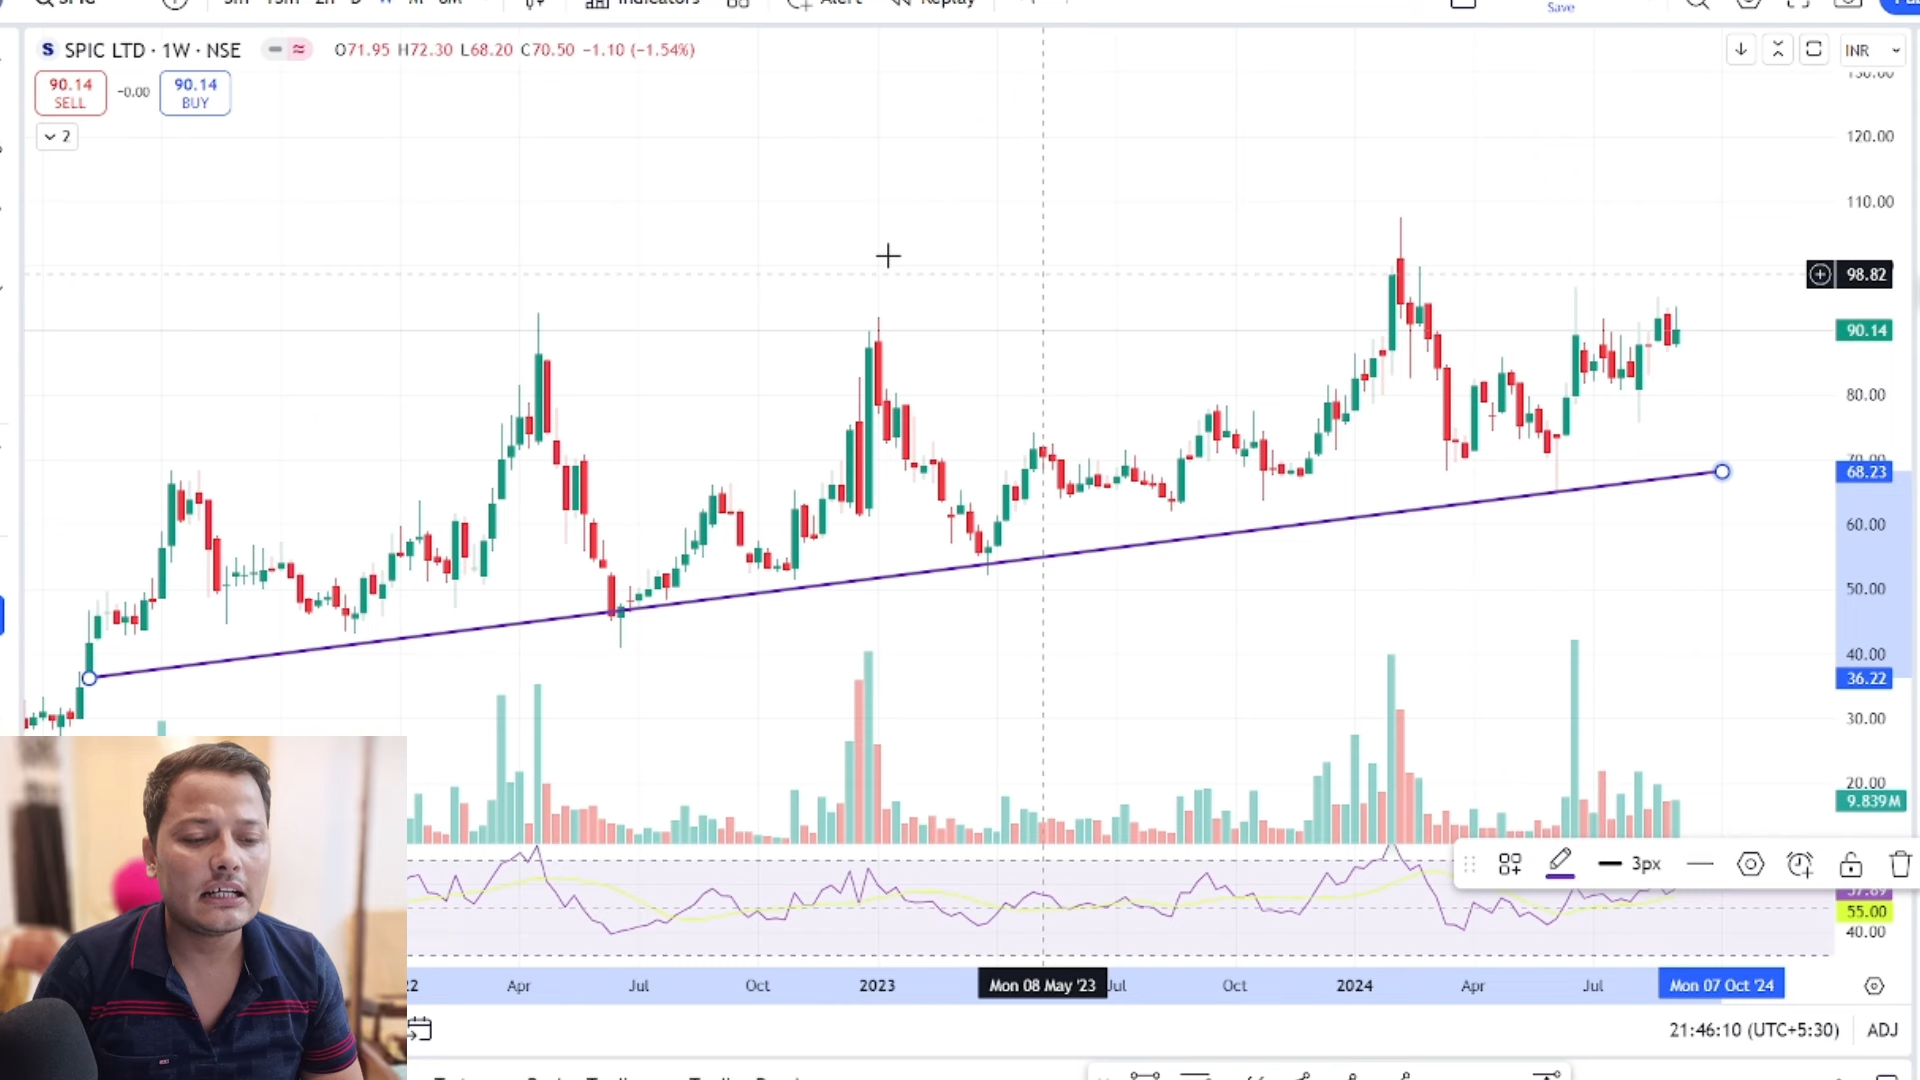 Save
SPIC LTD · 1W · NSE
O71.95 H72.30 L68.20 C70.50 −1.10 (−1.54%)
INR
90.14
SELL
-0.00
90.14
BUY
2
120.00
110.00
98.82
90.14
80.00
68.23
60.00
50.00
40.00
36.22
30.00
20.00
9.839M
3px
55.00
40.00
Apr
Jul
Oct
2023
Mon 08 May '23
Jul
Oct
2024
Apr
Jul
Mon 07 Oct '24
21:46:10 (UTC+5:30)
ADJ